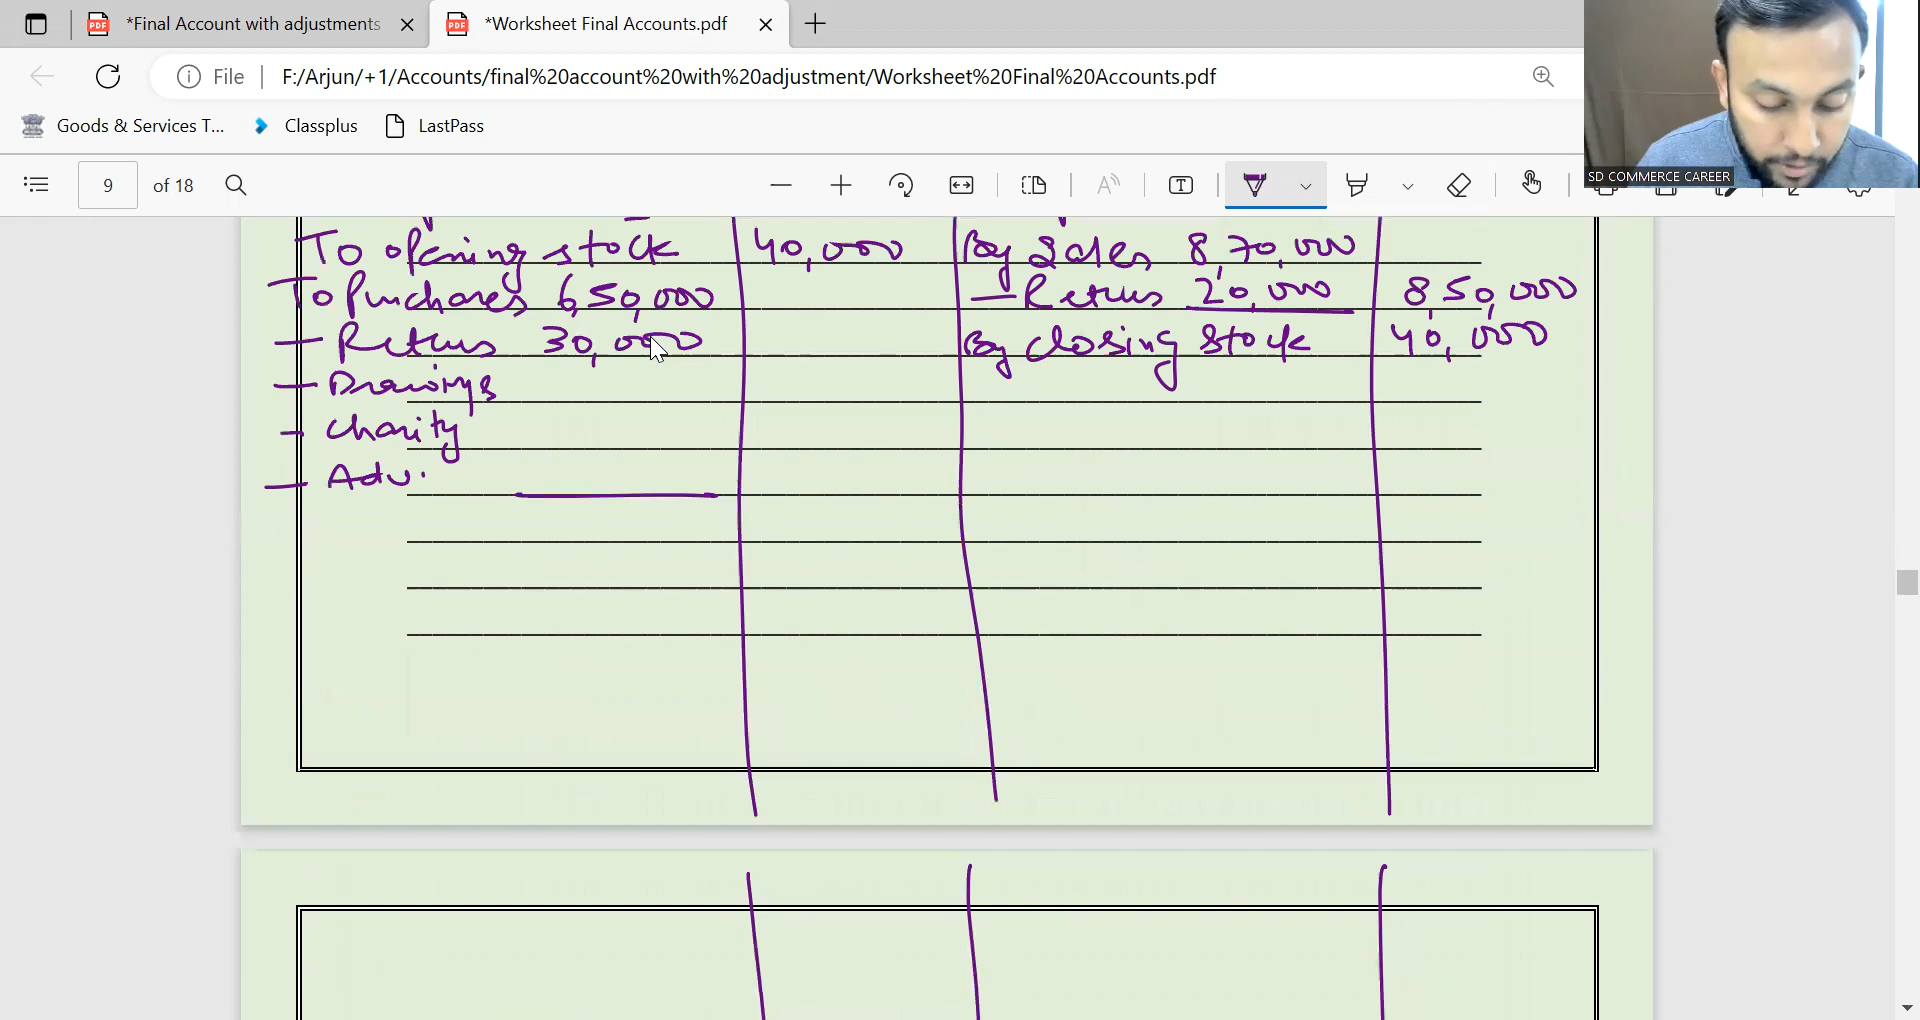 *Final Account with adjustments
*Worksheet Final Accounts.pdf
File
F:/Arjun/+1/Accounts/final%20account%20with%20adjustment/Worksheet%20Final%20Accounts.pdf
Goods & Services T...
Classplus
LastPass
9 of 18
SD COMMERCE CAREER
To opening stock 40,000 By Sales 8,70,000
To Purchases 6,50,000 — Returns 20,000 8,50,000
— Returns 30,000 By closing stock 40,000
— Drawings
— Charity
— Adv.